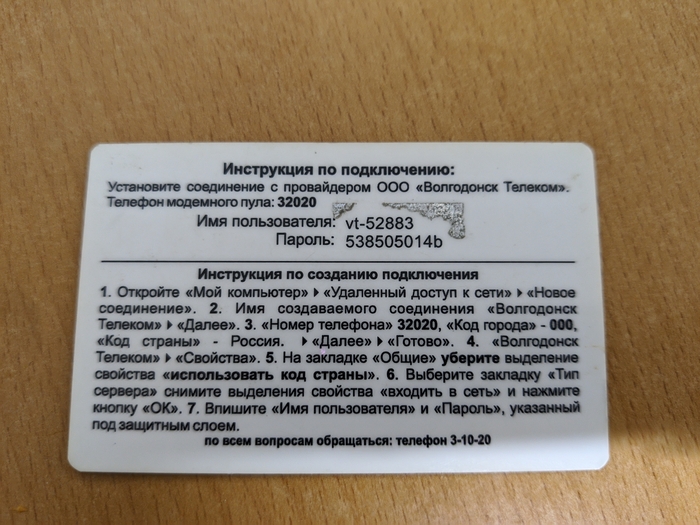 Инструкция по подключению:
Установите соединение с провайдером ООО «Волгодонск Телеком».
Телефон модемного пула: 32020
Имя пользователя: vt-52883
Пароль: 538505014b
Инструкция по созданию подключения
1. Откройте «Мой компьютер» ▸ «Удаленный доступ к сети» ▸ «Новое
соединение». 2. Имя создаваемого соединения «Волгодонск
Телеком» ▸ «Далее». 3. «Номер телефона» 32020, «Код города» - 000,
«Код страны» - Россия. ▸ «Далее» ▸ «Готово». 4. «Волгодонск
Телеком» ▸ «Свойства». 5. На закладке «Общие» уберите выделение
свойства «использовать код страны». 6. Выберите закладку «Тип
сервера» снимите выделения свойства «входить в сеть» и нажмите
кнопку «ОК». 7. Впишите «Имя пользователя» и «Пароль», указанный
под защитным слоем.
по всем вопросам обращаться: телефон 3-10-20